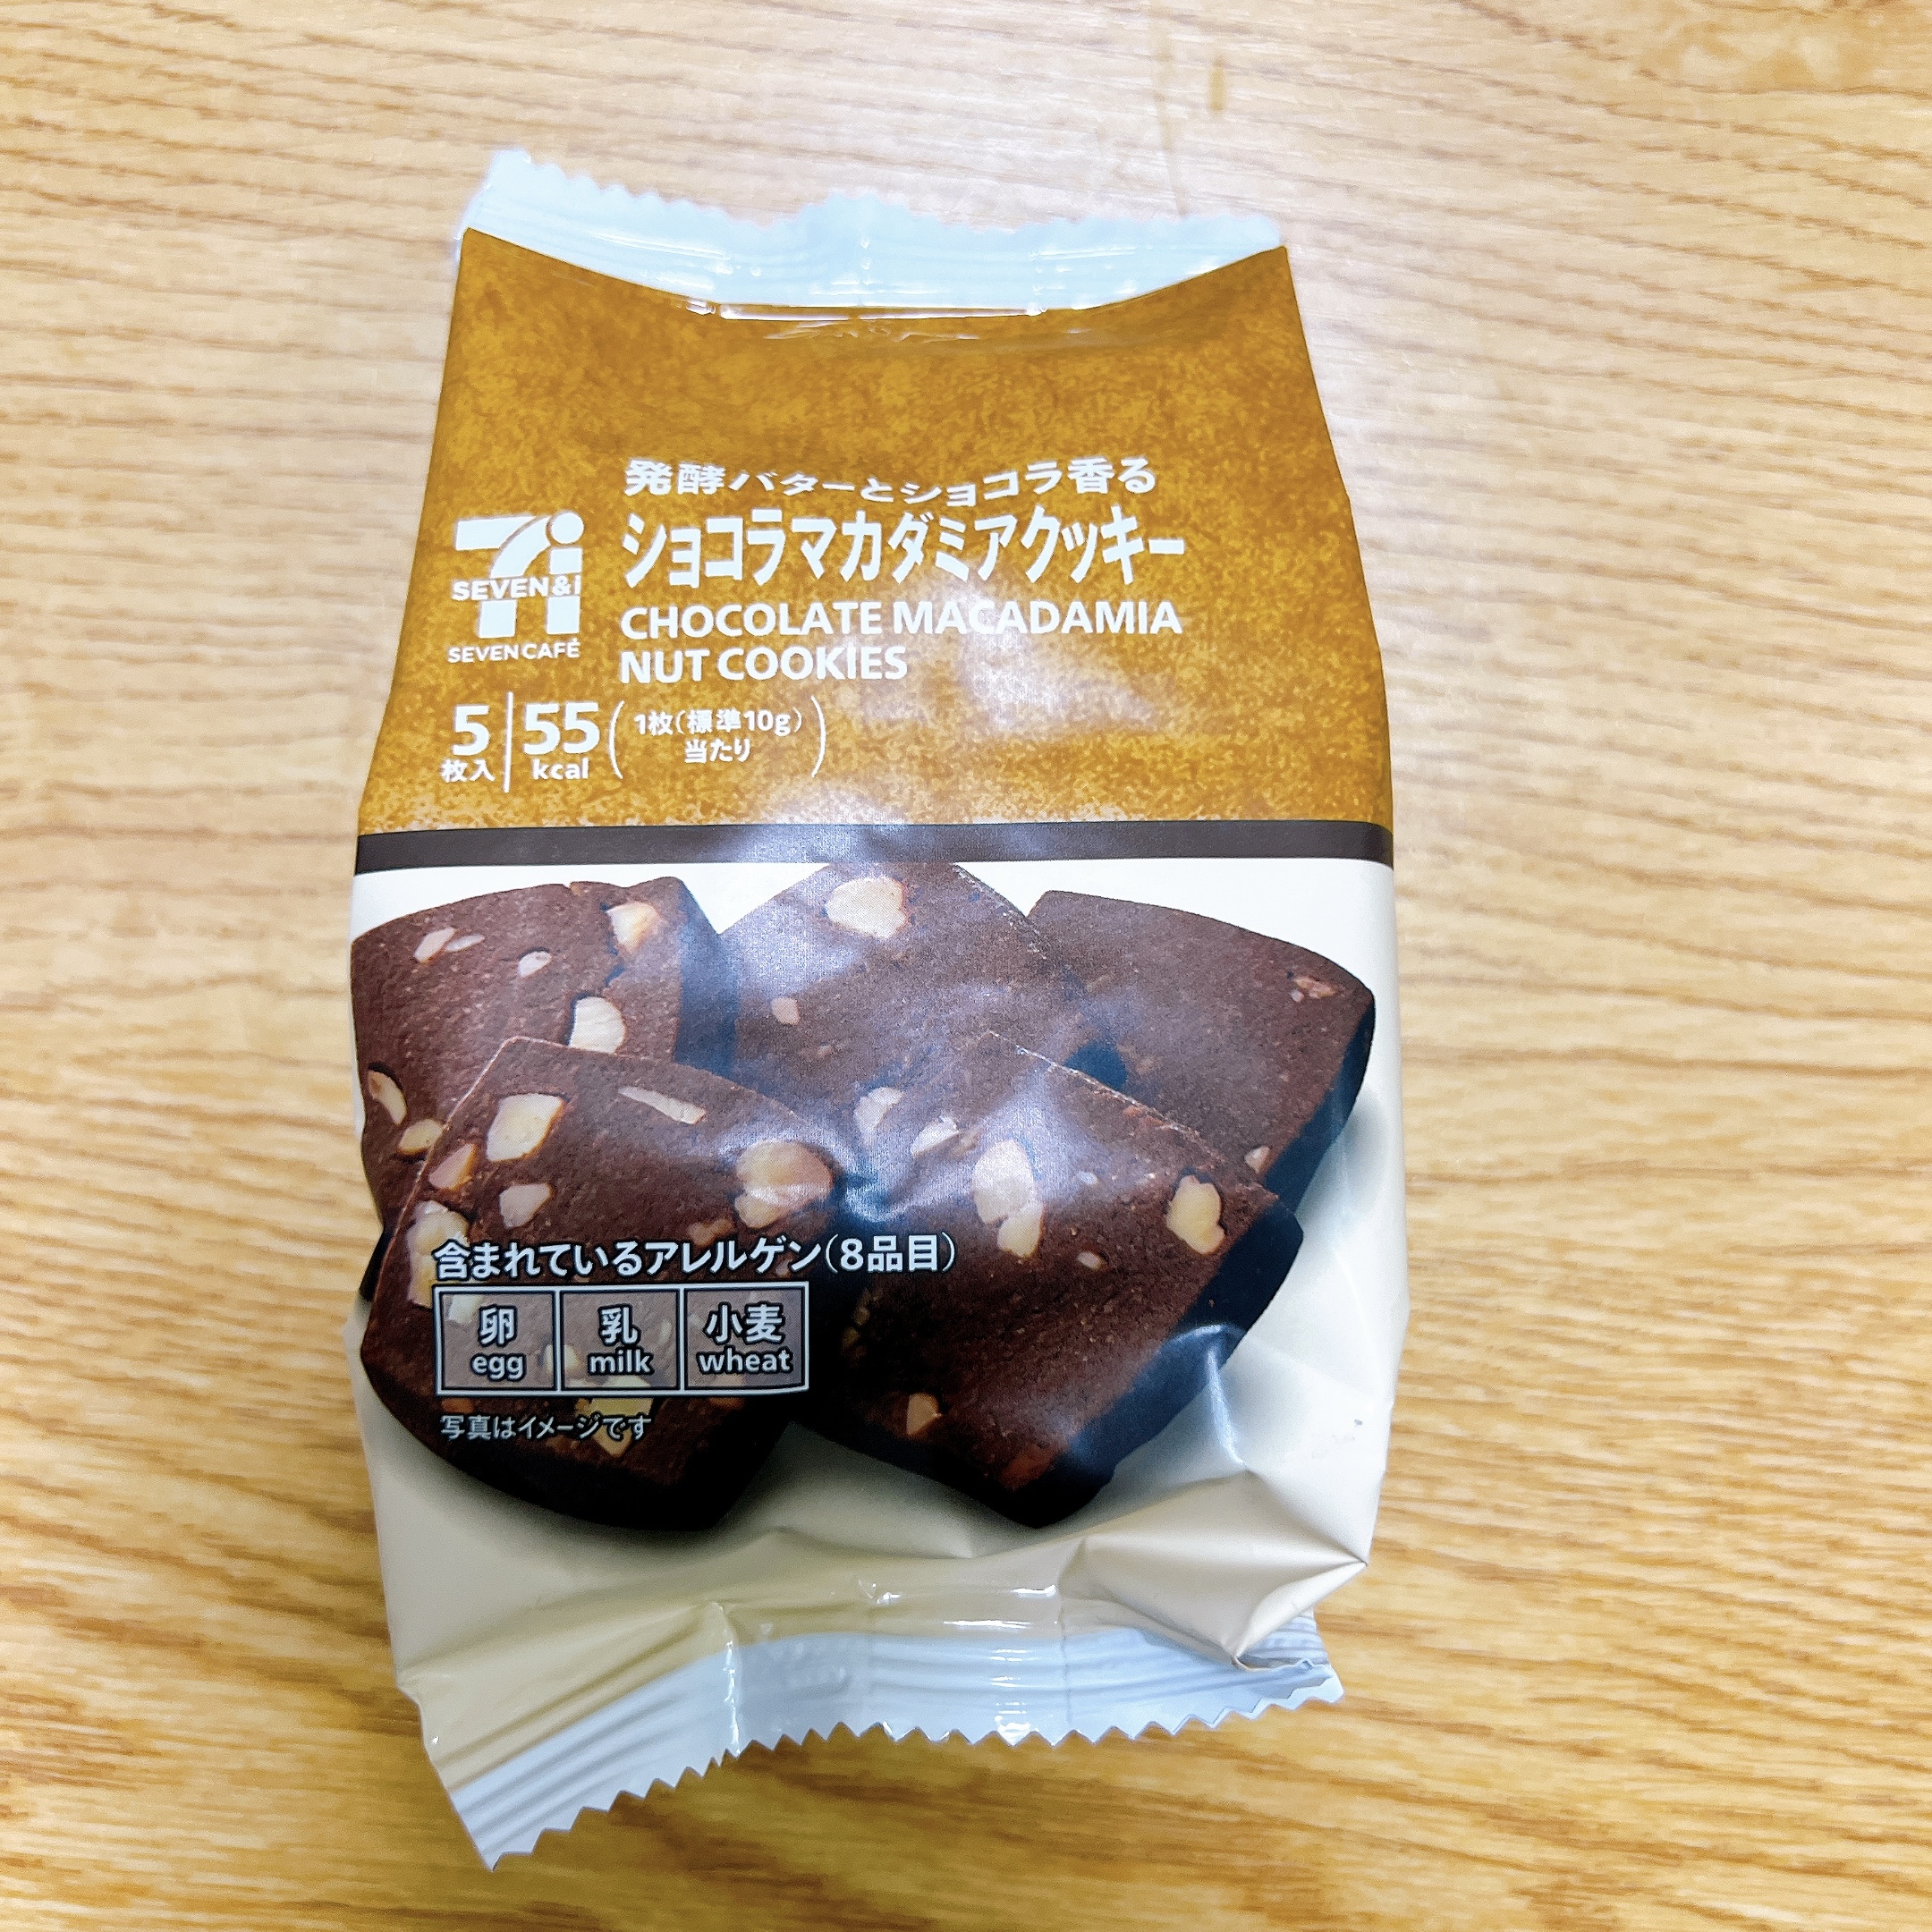 発酵バターとショコラ香る
ショコラマカダミアクッキー
CHOCOLATE MACADAMIA
NUT COOKIES
7i
SEVEN&i
SEVEN CAFÉ
5
枚入
55
kcal
(1枚(標準10g)
当たり)
含まれているアレルゲン(8品目)
卵 乳 小麦
egg milk wheat
写真はイメージです